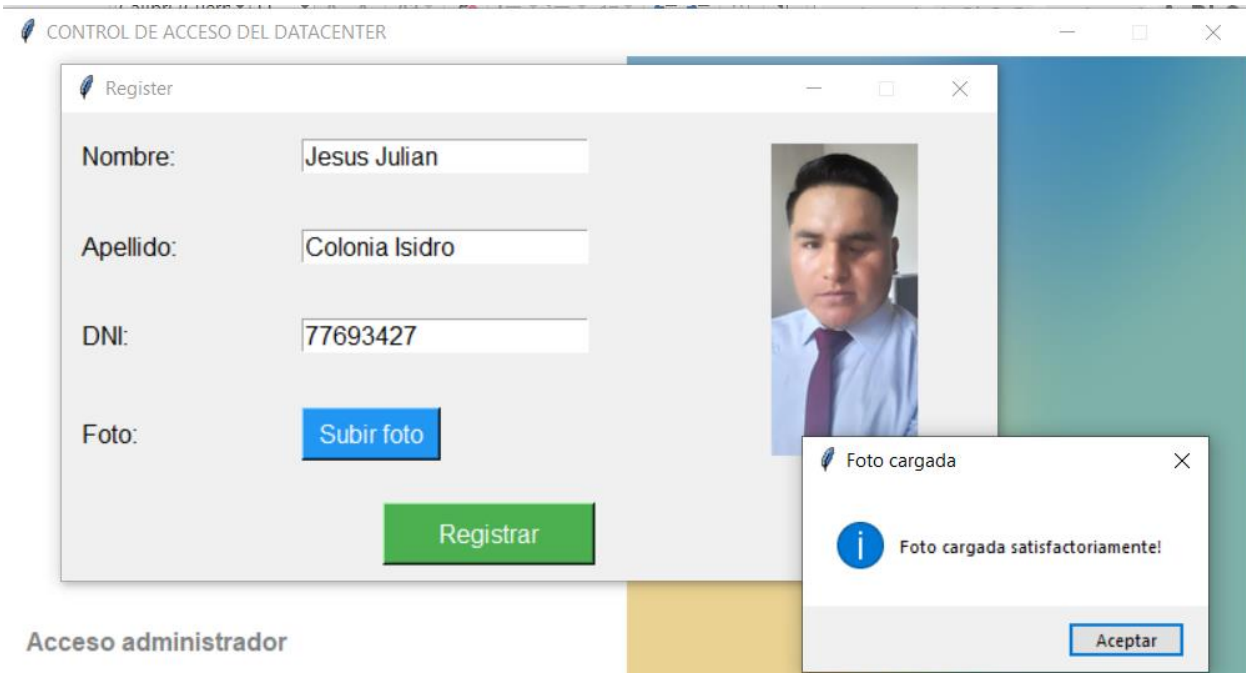 CONTROL DE ACCESO DEL DATACENTER
Register
Nombre: Jesus Julian
Apellido: Colonia Isidro
DNI: 77693427
Foto: Subir foto
Registrar
Foto cargada
Foto cargada satisfactoriamente!
Aceptar
Acceso administrador